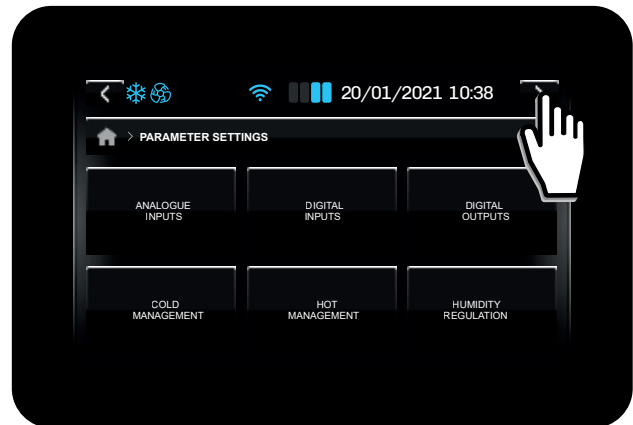 20/01/2021 10:38
> PARAMETER SETTINGS
ANALOGUE
INPUTS
DIGITAL
INPUTS
DIGITAL
OUTPUTS
COLD
MANAGEMENT
HOT
MANAGEMENT
HUMIDITY
REGULATION